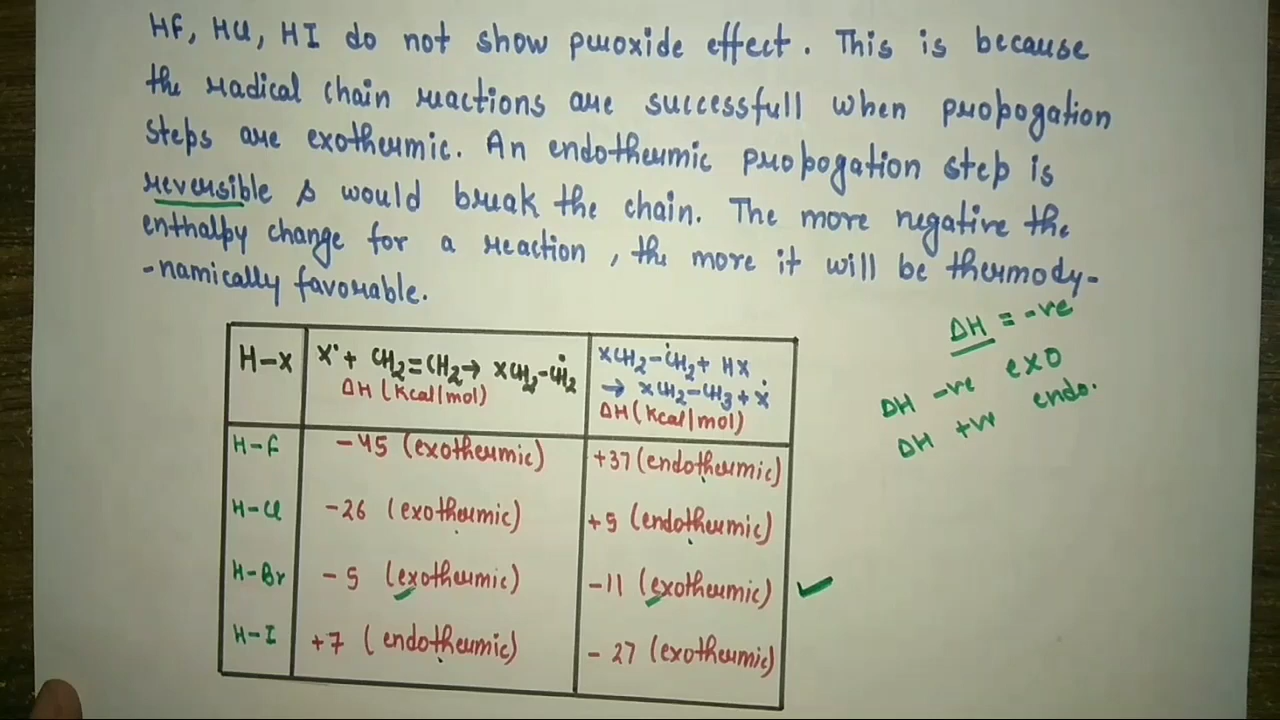 HF, HCl, HI do not show peroxide effect. This is because
the radical chain reactions are successfull when propogation
steps are exothermic. An endothermic propogation step is
reversible & would break the chain. The more negative the
enthalpy change for a reaction, the more it will be thermody-
-namically favorable.
ΔH = -ve
ΔH -ve exo
ΔH +ve endo.
H-X
X˙ + CH₂=CH₂→ XCH₂-ĊH₂
ΔH (Kcal/mol)
XCH₂-ĊH₂ + HX
→ XCH₂-CH₃ + Ẋ
ΔH (Kcal/mol)
H-F -45 (exothermic) +37 (endothermic)
H-Cl -26 (exothermic) +5 (endothermic)
H-Br -5 (exothermic) -11 (exothermic) ✓
H-I +7 (endothermic) -27 (exothermic)